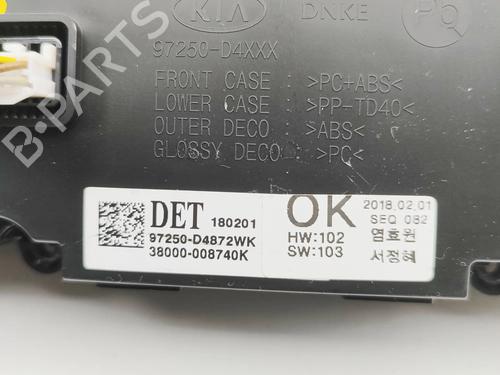 KIA DNKE Pb
97250-D4XXX
FRONT CASE : >PC+ABS<
LOWER CASE : >PP-TD40<
OUTER DECO : >ABS<
GLOSSY DECO : >PC<
DET 180201
97250-D4872WK
38000-008740K
OK
HW:102
SW:103
2018.02.01
SEQ 082
염효원
서정혜
B-PARTS